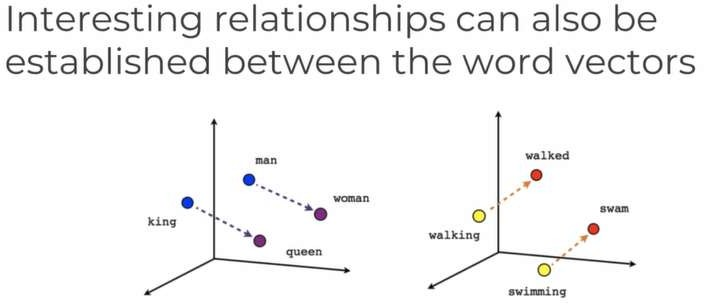 Interesting relationships can also be
established between the word vectors
man
woman
king
queen
walked
swam
walking
swimming